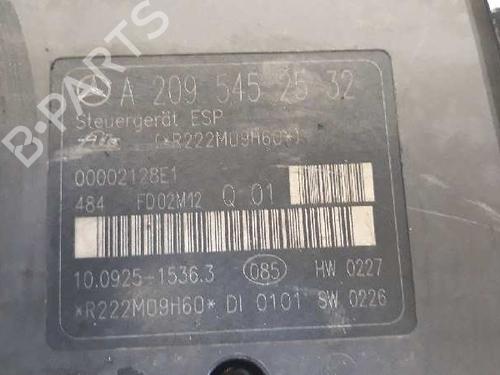 A 209 545 25 32
Steuergerät ESP
Ate (*R222M09H60*)
00002128E1
484 FD02M12 Q 01
10.0925-1536.3 085 HW 0227
*R222M09H60* DI 0101 SW 0226
B-PARTS